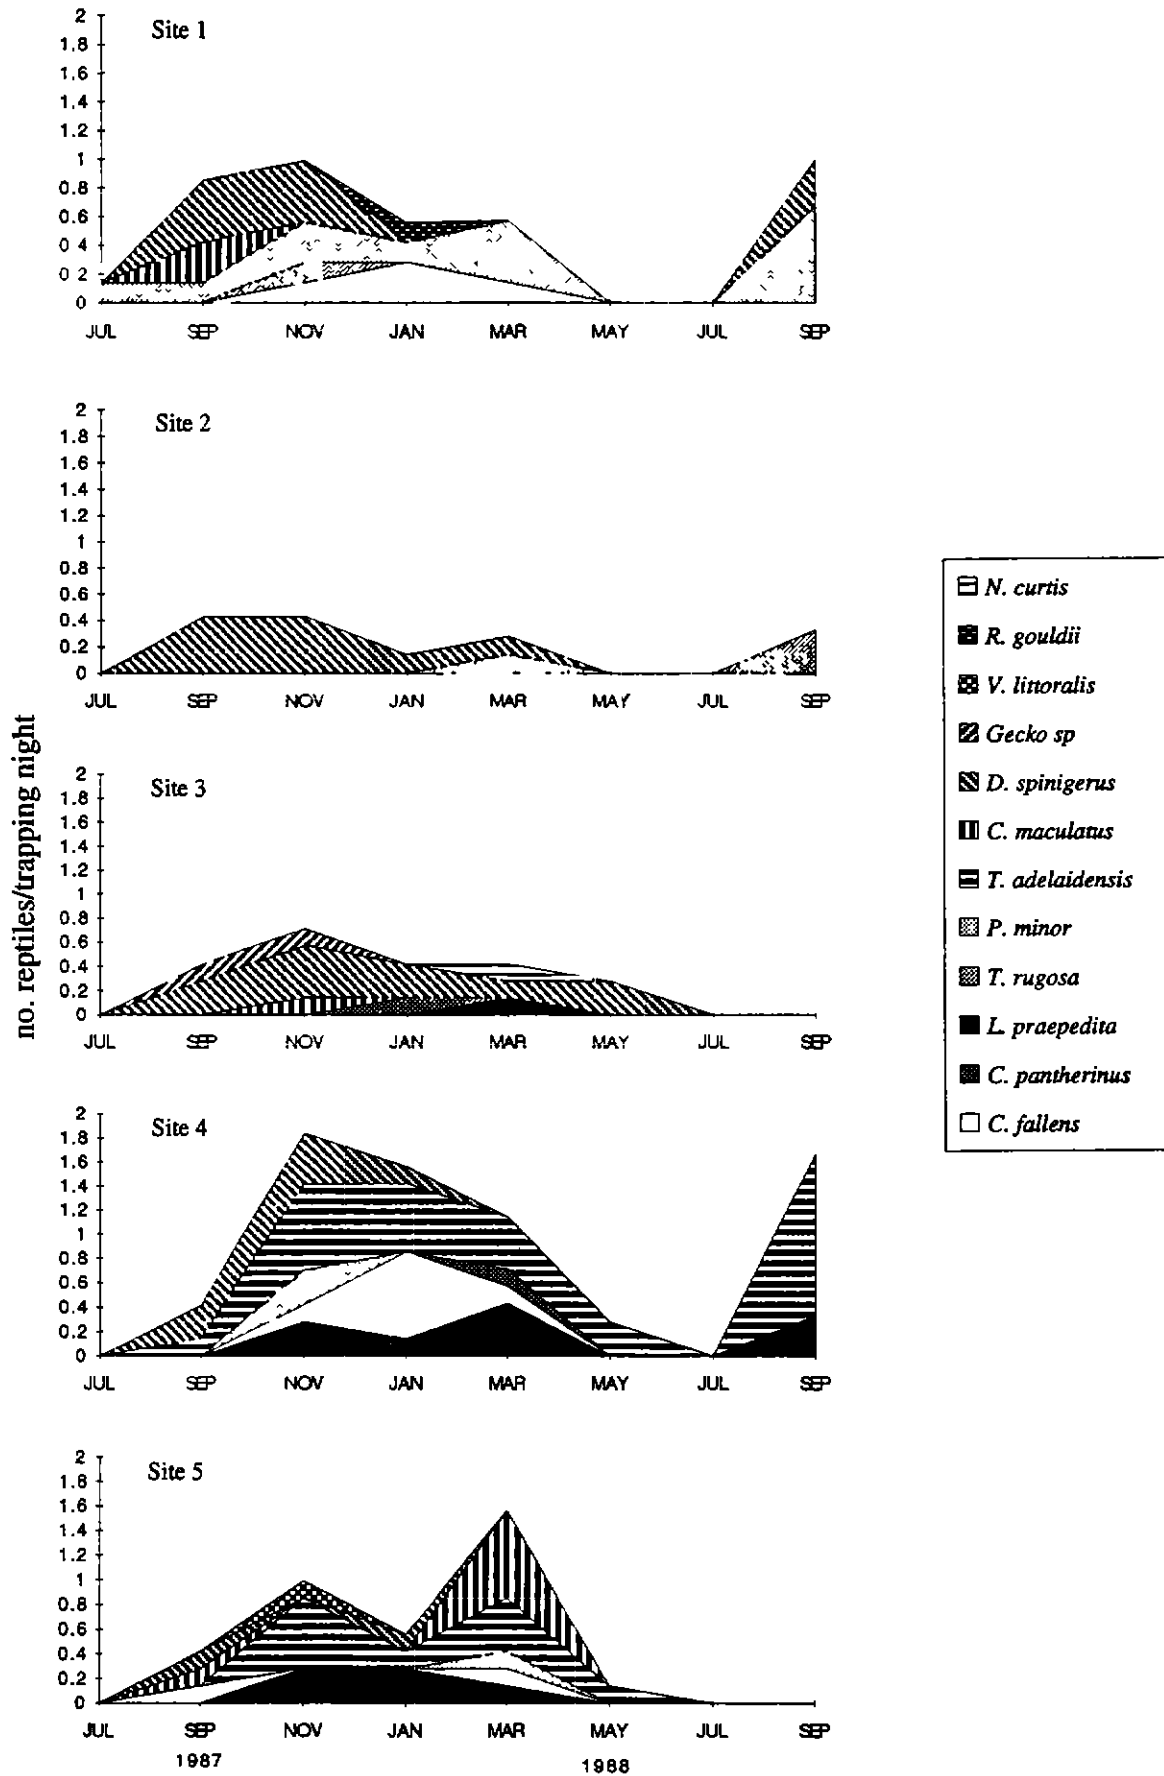 Site 1
2
1.8
1.6
1.4
1.2
1
0.8
0.6
0 4
0 2
0
JUL SEP NOV JAN MAR MAY JUL SEP
Site 2
2
1.8
1.6
1.4
1.2
1
0.8
0.6
0.4
0.2
0
JUL SEP NOV JAN MAR MAY JUL SEP
no. reptiles/trapping night
Site 3
2
1.8
1.6
1.4
1.2
1
0.8
0.6
0.4
0.2
0
JUL SEP NOV JAN MAR MAY JUL SEP
Site 4
2
1.8
1.6
1.4
1.2
1
0.8
0.6
0.4
0.2
0
JUL SEP NOV JAN MAR MAY JUL SEP
Site 5
2
1.8
1.6
1.4
1.2
1
0.8
0.6
0.4
0.2
0
JUL SEP NOV JAN MAR MAY JUL SEP
1987 1988
N. curtis
R. gouldii
V. littoralis
Gecko sp
D. spinigerus
C. maculatus
T. adelaidensis
P. minor
T. rugosa
L. praepedita
C. pantherinus
C. fallens